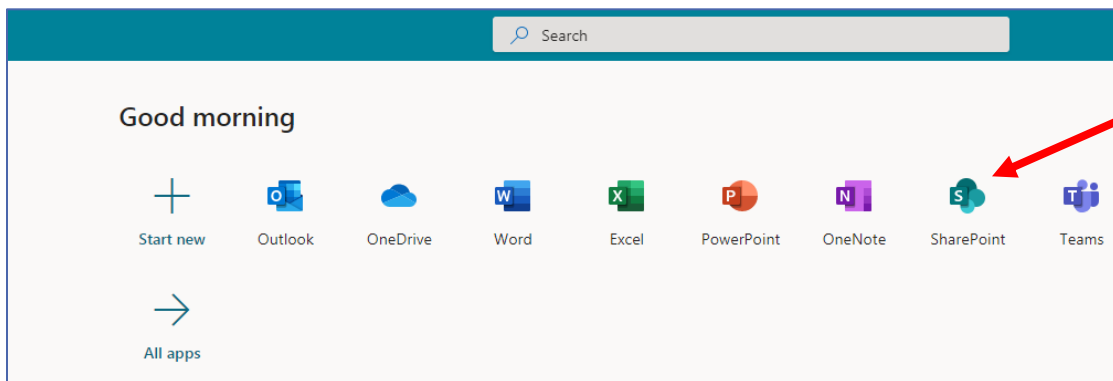 Search
Good morning
Start new Outlook OneDrive Word Excel PowerPoint OneNote SharePoint Teams
All apps